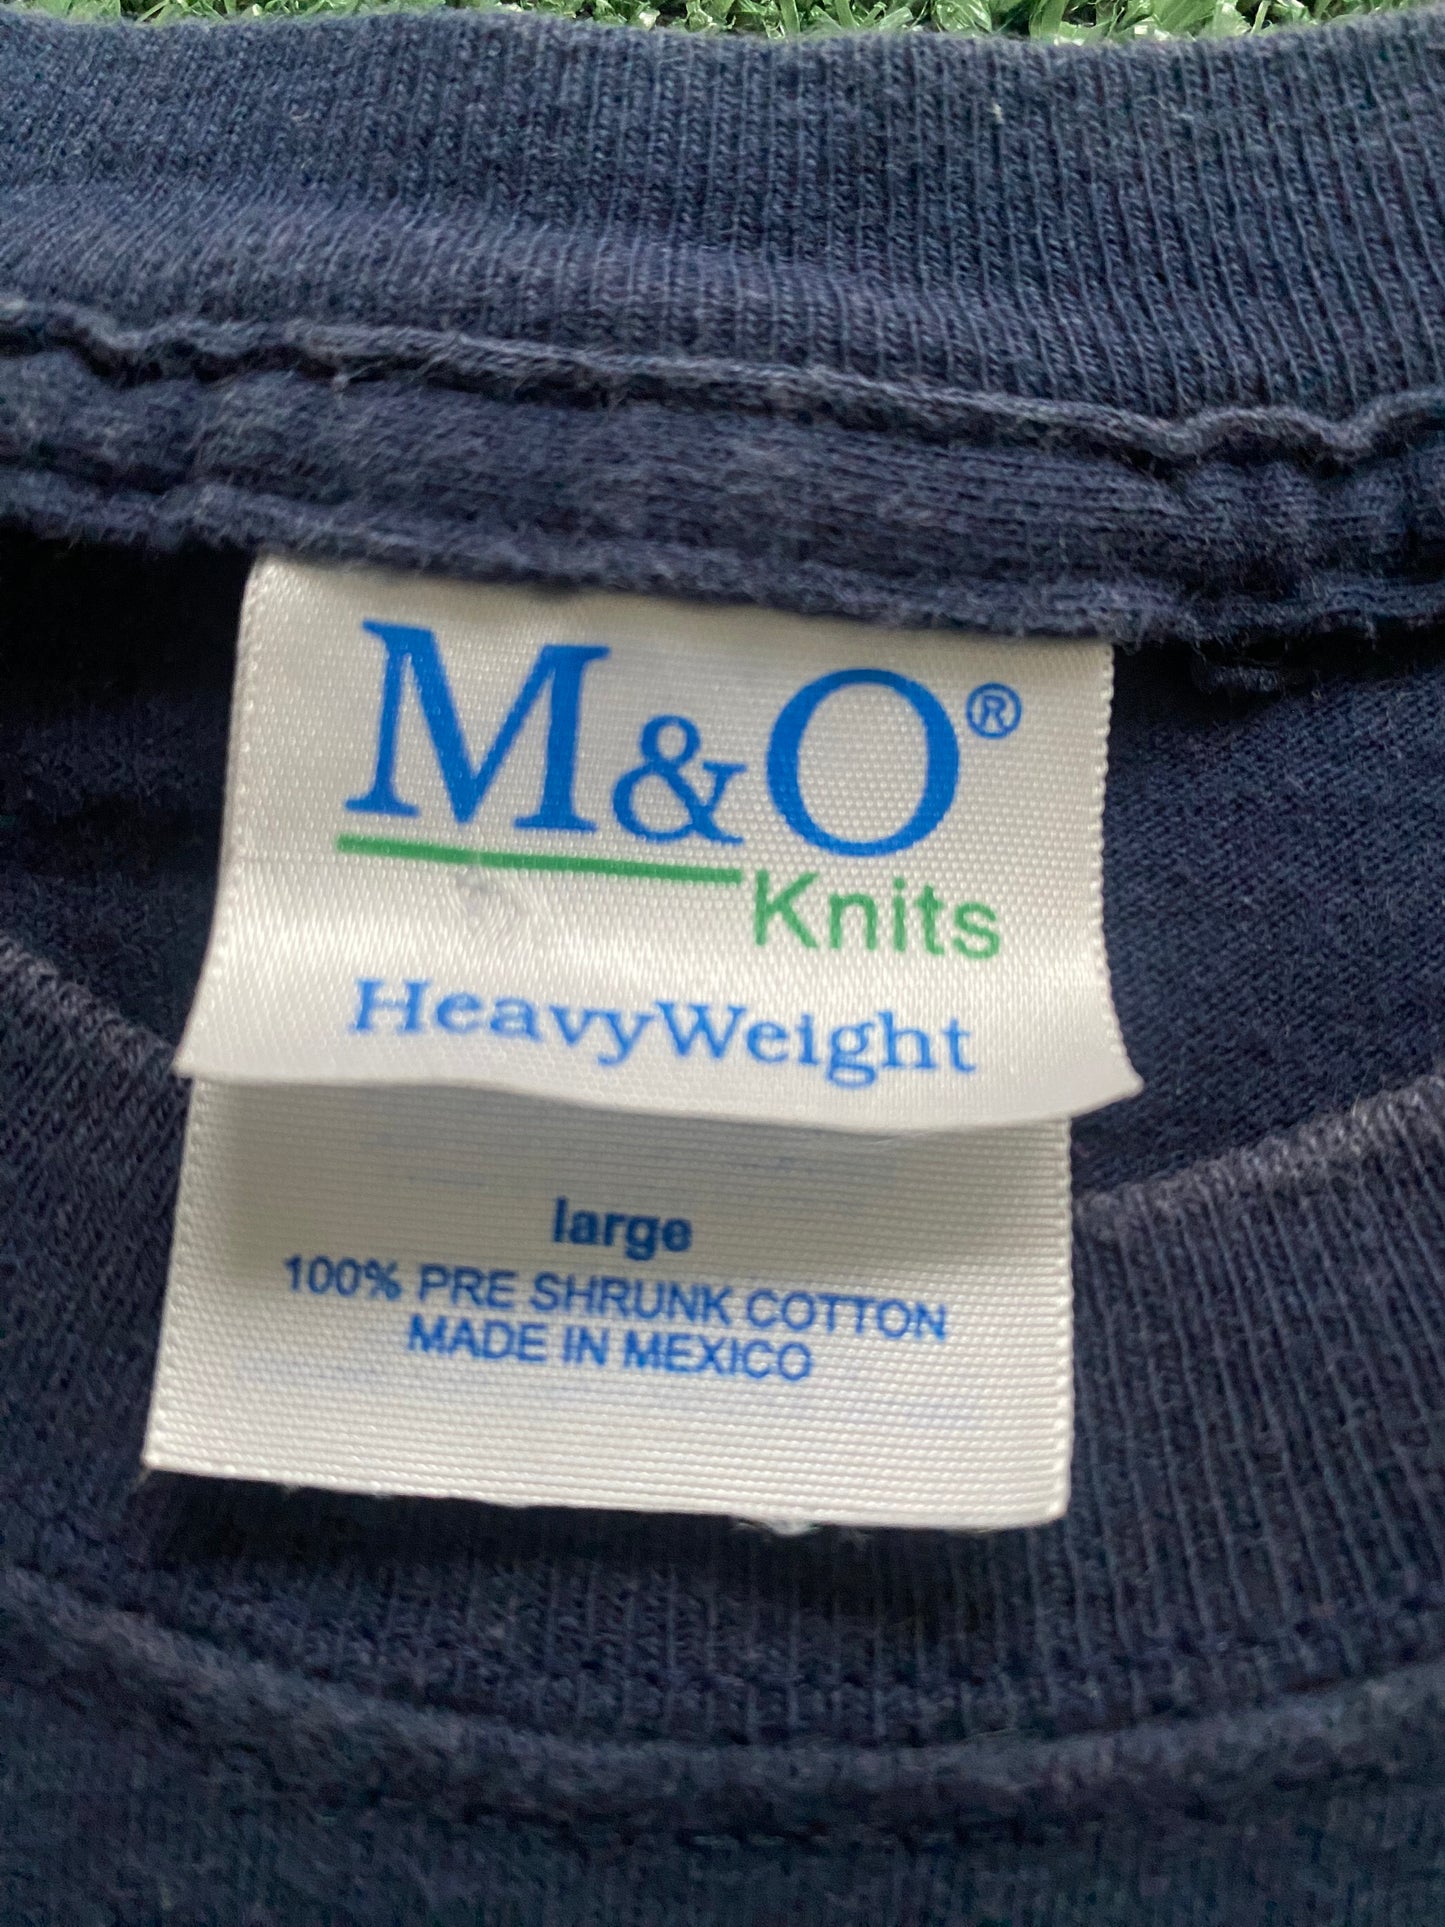 M&O®
Knits
HeavyWeight
large
100% PRE SHRUNK COTTON
MADE IN MEXICO